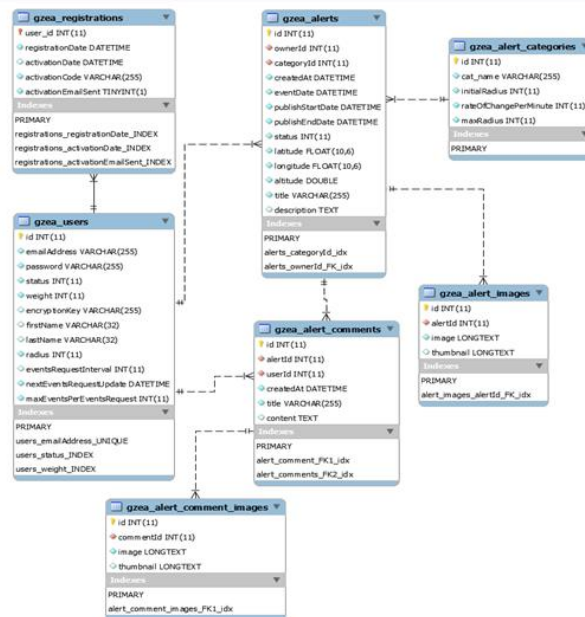 gzea_registrations
user_id INT(11)
registrationDate DATETIME
activationDate DATETIME
activationCode VARCHAR(255)
activationEmailSent TINYINT(1)
Indexes
PRIMARY
registrations_registrationDate_INDEX
registrations_activationDate_INDEX
registrations_activationEmailSent_INDEX
gzea_alerts
id INT(11)
ownerId INT(11)
categoryId INT(11)
createdAt DATETIME
eventDate DATETIME
publishStartDate DATETIME
publishEndDate DATETIME
status INT(11)
latitude FLOAT(10,6)
longitude FLOAT(10,6)
altitude DOUBLE
title VARCHAR(255)
description TEXT
Indexes
PRIMARY
alerts_categoryId_idx
alerts_ownerId_FK_idx
gzea_alert_categories
id INT(11)
cat_name VARCHAR(255)
initialRadius INT(11)
rateOfChangePerMinute INT(11)
maxRadius INT(11)
Indexes
PRIMARY
gzea_users
id INT(11)
emailAddress VARCHAR(255)
password VARCHAR(255)
status INT(11)
weight INT(11)
encryptionKey VARCHAR(255)
firstName VARCHAR(32)
lastName VARCHAR(32)
radius INT(11)
eventsRequestInterval INT(11)
nextEventsRequestUpdate DATETIME
maxEventsPerEventsRequest INT(11)
Indexes
PRIMARY
users_emailAddress_UNIQUE
users_status_INDEX
users_weight_INDEX
gzea_alert_images
id INT(11)
alertId INT(11)
image LONGTEXT
thumbnail LONGTEXT
Indexes
PRIMARY
alert_images_alertId_FK_idx
gzea_alert_comments
id INT(11)
alertId INT(11)
userId INT(11)
createdAt DATETIME
title VARCHAR(255)
content TEXT
Indexes
PRIMARY
alert_comment_FK1_idx
alert_comments_FK2_idx
gzea_alert_comment_images
id INT(11)
commentId INT(11)
image LONGTEXT
thumbnail LONGTEXT
Indexes
PRIMARY
alert_comment_images_FK1_idx